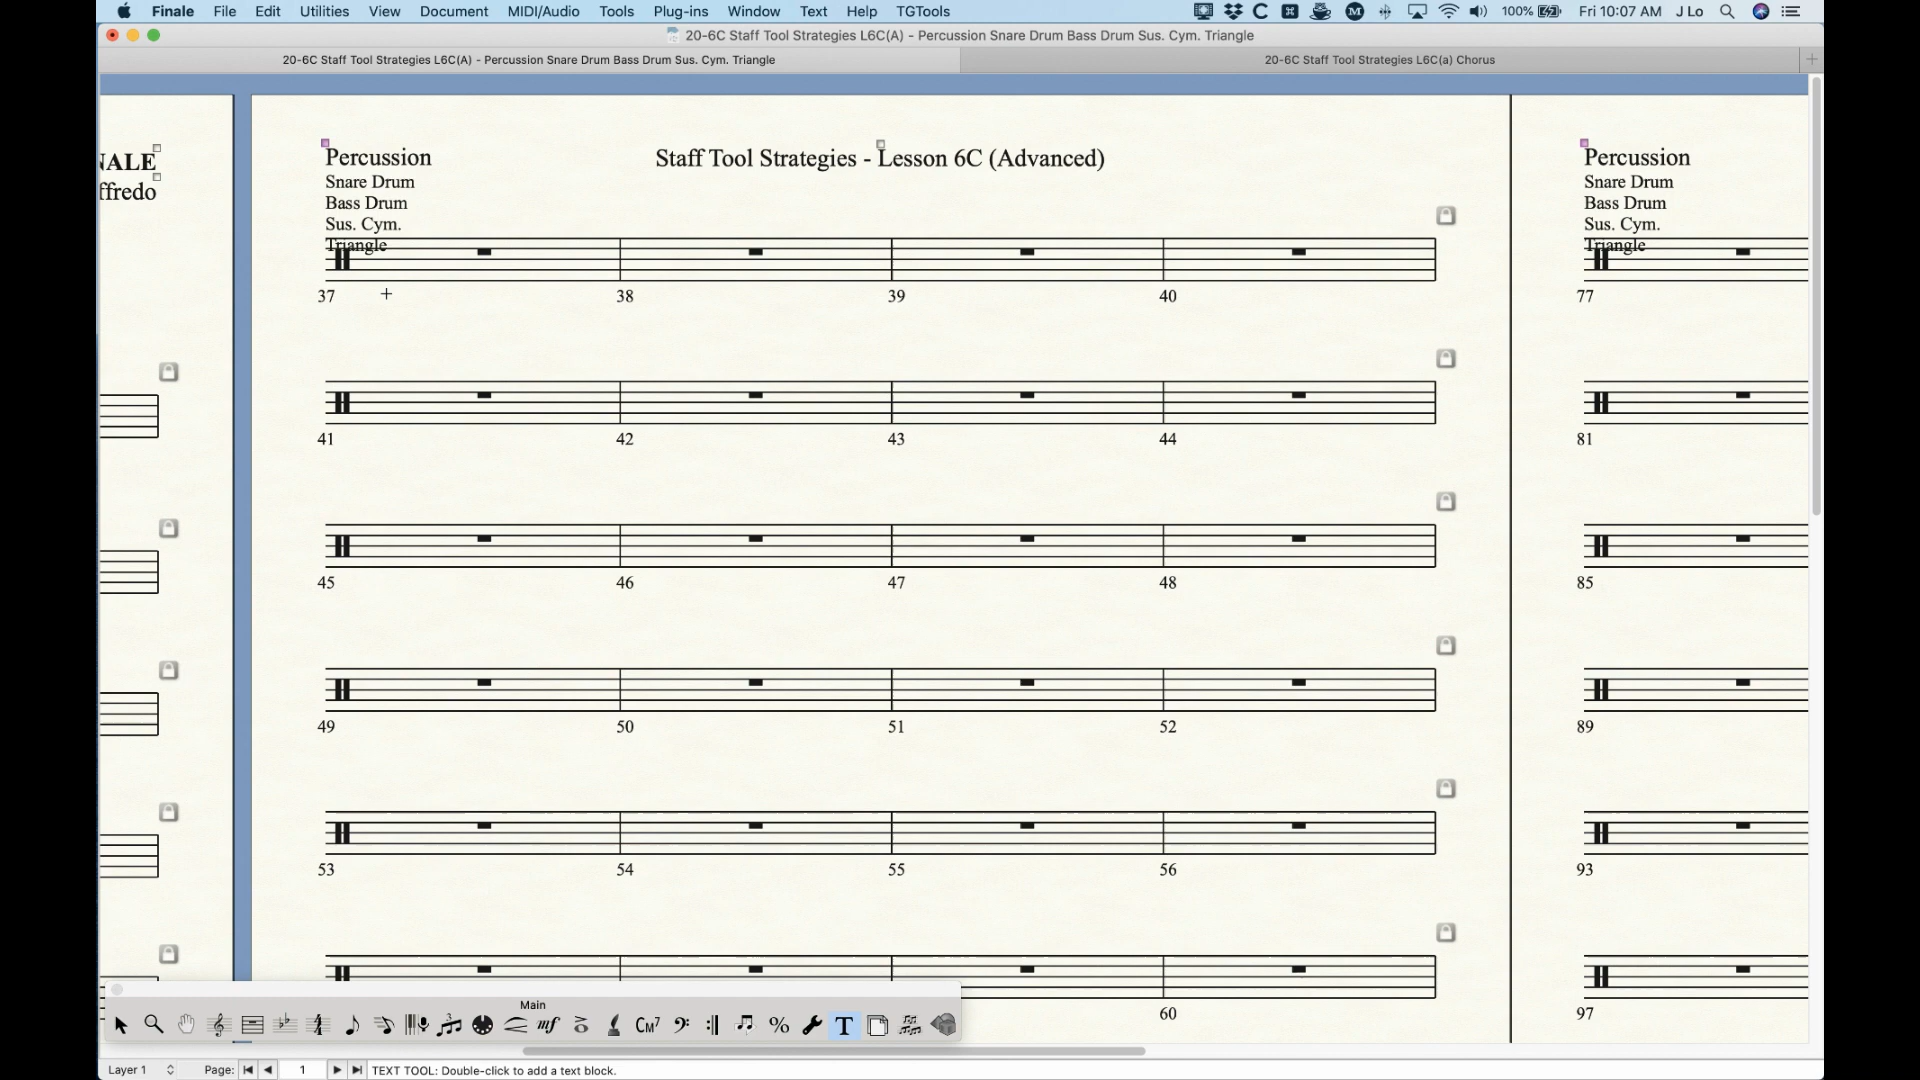 Finale File Edit Utilities View Document MIDI/Audio Tools Plug-ins Window Text Help TGTools 100% Fri 10:07 AM J Lo
20-6C Staff Tool Strategies L6C(A) - Percussion Snare Drum Bass Drum Sus. Cym. Triangle
20-6C Staff Tool Strategies L6C(A) - Percussion Snare Drum Bass Drum Sus. Cym. Triangle 20-6C Staff Tool Strategies L6C(a) Chorus
NALE
ffredo
Percussion
Snare Drum
Bass Drum
Sus. Cym.
Triangle
Staff Tool Strategies - Lesson 6C (Advanced)
Percussion
Snare Drum
Bass Drum
Sus. Cym.
Triangle
37 38 39 40 77
41 42 43 44 81
45 46 47 48 85
49 50 51 52 89
53 54 55 56 93
60 97
Main
mf CM7 % T
Layer 1 Page: 1 TEXT TOOL: Double-click to add a text block.